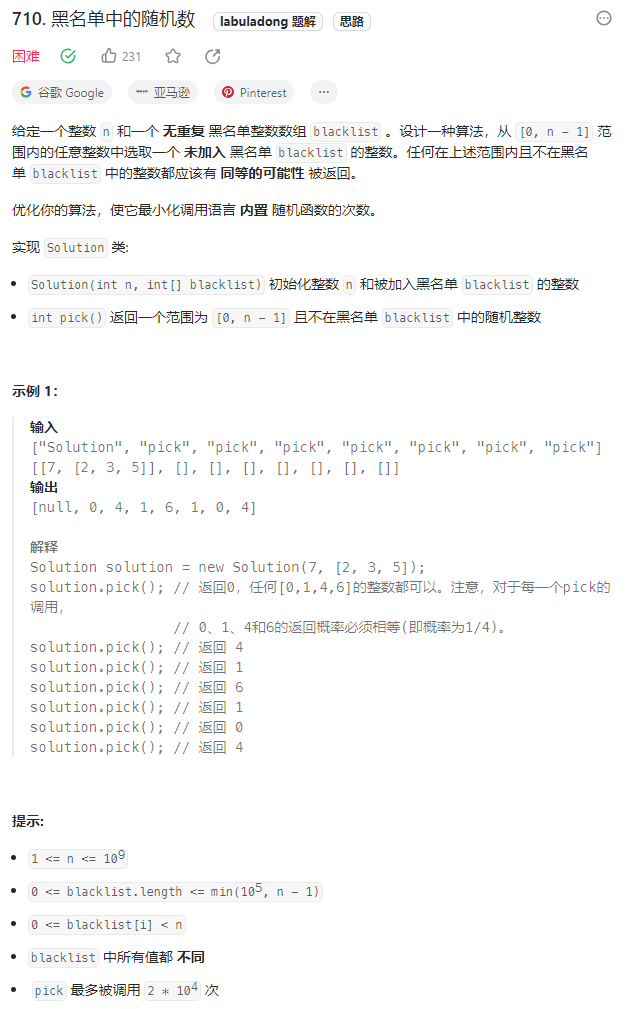 710. 黑名单中的随机数 labuladong 题解 思路
困难 231
谷歌 Google 亚马逊 Pinterest ...
给定一个整数 n 和一个 无重复 黑名单整数数组 blacklist 。设计一种算法，从 [0, n - 1] 范
围内的任意整数中选取一个 未加入 黑名单 blacklist 的整数。任何在上述范围内且不在黑名
单 blacklist 中的整数都应该有 同等的可能性 被返回。
优化你的算法，使它最小化调用语言 内置 随机函数的次数。
实现 Solution 类:
• Solution(int n, int[] blacklist) 初始化整数 n 和被加入黑名单 blacklist 的整数
• int pick() 返回一个范围为 [0, n - 1] 且不在黑名单 blacklist 中的随机整数
示例 1：
输入
["Solution", "pick", "pick", "pick", "pick", "pick", "pick", "pick"]
[[7, [2, 3, 5]], [], [], [], [], [], [], []]
输出
[null, 0, 4, 1, 6, 1, 0, 4]
解释
Solution solution = new Solution(7, [2, 3, 5]);
solution.pick(); // 返回0，任何[0,1,4,6]的整数都可以。注意，对于每一个pick的
调用，
// 0、1、4和6的返回概率必须相等(即概率为1/4)。
solution.pick(); // 返回 4
solution.pick(); // 返回 1
solution.pick(); // 返回 6
solution.pick(); // 返回 1
solution.pick(); // 返回 0
solution.pick(); // 返回 4
提示:
• 1 <= n <= 10⁹
• 0 <= blacklist.length <= min(10⁵, n - 1)
• 0 <= blacklist[i] < n
• blacklist 中所有值都 不同
• pick 最多被调用 2 * 10⁴ 次